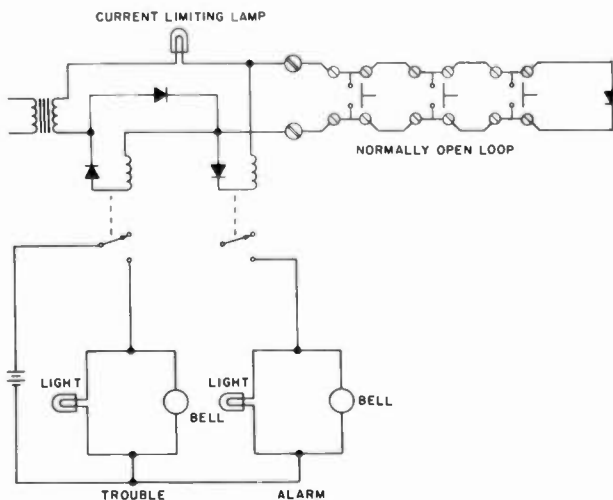 CURRENT LIMITING LAMP
NORMALLY OPEN LOOP
LIGHT
BELL
LIGHT
BELL
TROUBLE
ALARM